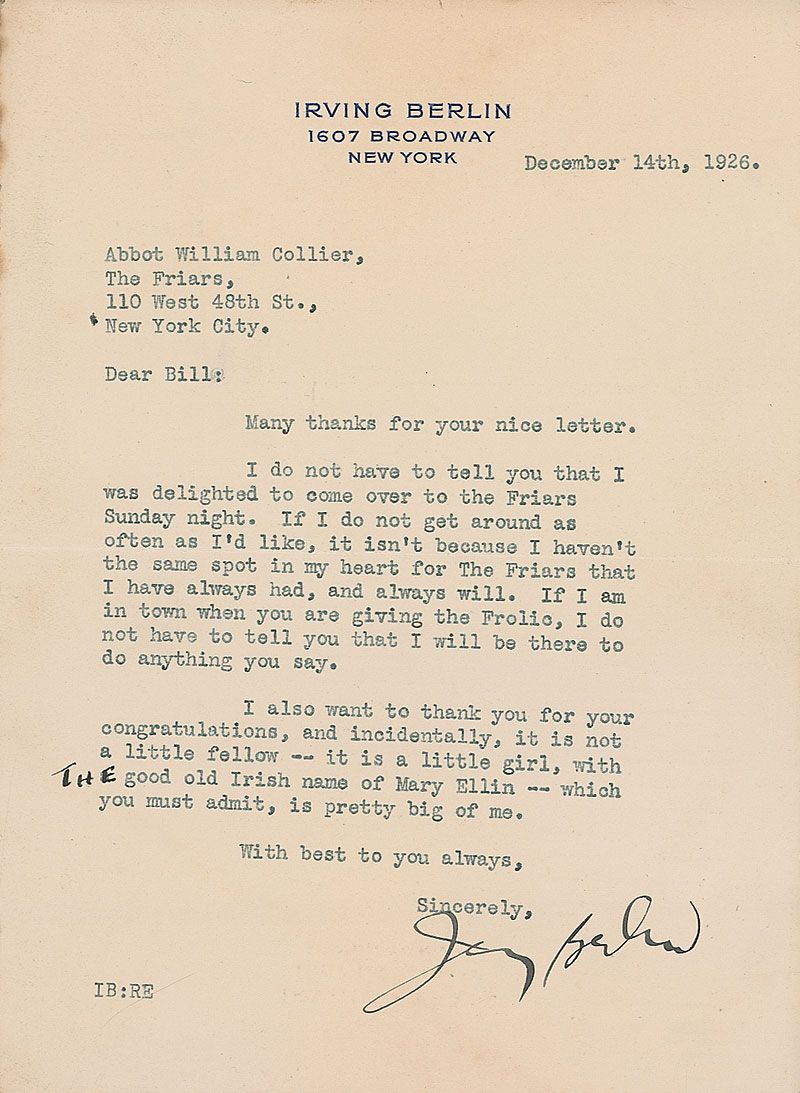 IRVING BERLIN
1607 BROADWAY
NEW YORK
December 14th, 1926.
Abbot William Collier,
The Friars,
110 West 48th St.,
New York City.
Dear Bill:
Many thanks for your nice letter.
I do not have to tell you that I
was delighted to come over to the Friars
Sunday night. If I do not get around as
often as I'd like, it isn't because I haven't
the same spot in my heart for The Friars that
I have always had, and always will. If I am
in town when you are giving the Frolic, I do
not have to tell you that I will be there to
do anything you say.
I also want to thank you for your
congratulations, and incidentally, it is not
a little fellow -- it is a little girl, with
THE good old Irish name of Mary Ellin -- which
you must admit, is pretty big of me.
With best to you always,
Sincerely,
Irving Berlin
IB:RE